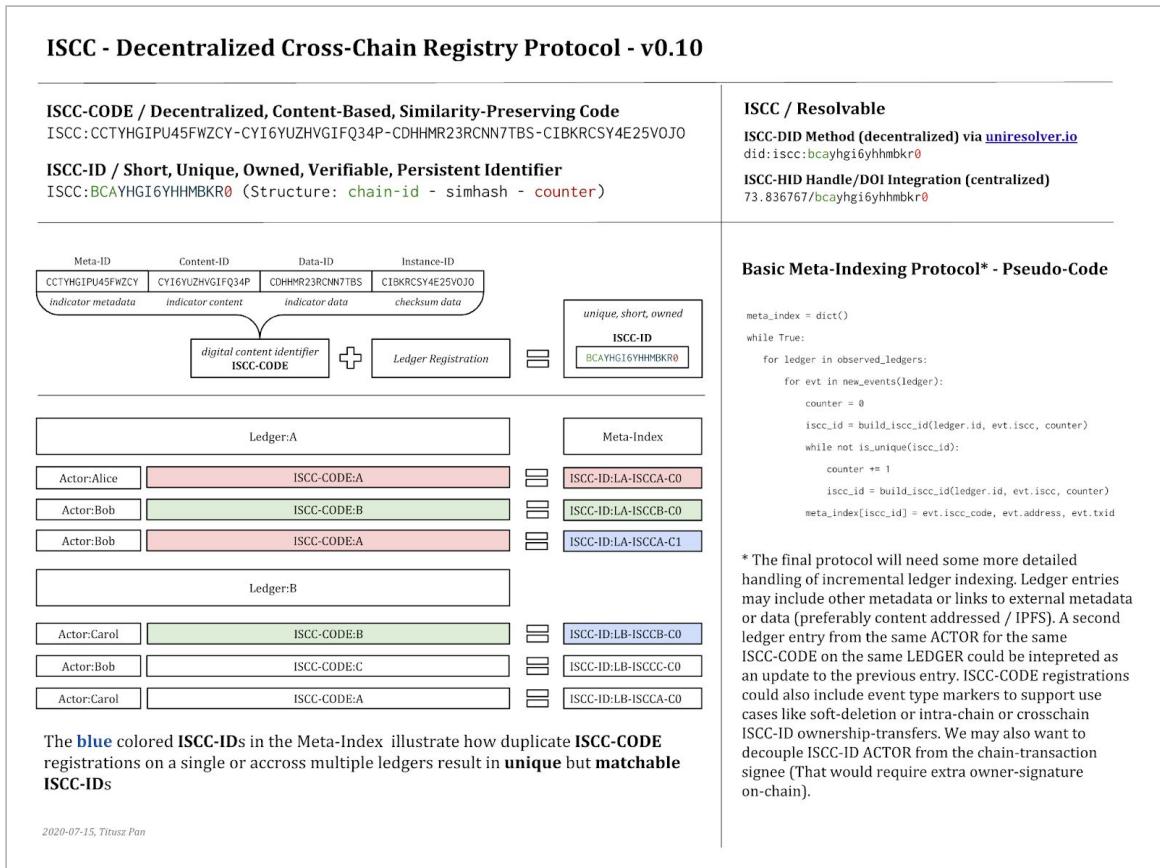 ISCC - Decentralized Cross-Chain Registry Protocol - v0.10
ISCC-CODE / Decentralized, Content-Based, Similarity-Preserving Code
ISCC:CCTYHGIPU45FWZCY-CYI6YUZHVGIFQ34P-CDHHMR23RCNN7TBS-CIBKRCSY4E25VOJO
ISCC-ID / Short, Unique, Owned, Verifiable, Persistent Identifier
ISCC:BCAYHGI6YHHMBKR0 (Structure: chain-id - simhash - counter)
ISCC / Resolvable
ISCC-DID Method (decentralized) via uniresolver.io
did:iscc:bcayhgi6yhhmbkr0
ISCC-HID Handle/DOI Integration (centralized)
73.836767/bcayhgi6yhhmbkr0
Meta-ID Content-ID Data-ID Instance-ID
CCTYHGIPU45FWZCY CYI6YUZHVGIFQ34P CDHHMR23RCNN7TBS CIBKRCSY4E25VOJO
indicator metadata indicator content indicator data checksum data
digital content identifier
ISCC-CODE
Ledger Registration
unique, short, owned
ISCC-ID
BCAYHGI6YHHMBKR0
Ledger:A Meta-Index
Actor:Alice ISCC-CODE:A ISCC-ID:LA-ISCCA-C0
Actor:Bob ISCC-CODE:B ISCC-ID:LA-ISCCB-C0
Actor:Bob ISCC-CODE:A ISCC-ID:LA-ISCCA-C1
Ledger:B
Actor:Carol ISCC-CODE:B ISCC-ID:LB-ISCCB-C0
Actor:Bob ISCC-CODE:C ISCC-ID:LB-ISCCC-C0
Actor:Carol ISCC-CODE:A ISCC-ID:LB-ISCCA-C0
The blue colored ISCC-IDs in the Meta-Index illustrate how duplicate ISCC-CODE
registrations on a single or accross multiple ledgers result in unique but matchable
ISCC-IDs
2020-07-15, Titusz Pan
Basic Meta-Indexing Protocol* - Pseudo-Code
meta_index = dict()
while True:
for ledger in observed_ledgers:
for evt in new_events(ledger):
counter = 0
iscc_id = build_iscc_id(ledger.id, evt.iscc, counter)
while not is_unique(iscc_id):
counter += 1
iscc_id = build_iscc_id(ledger.id, evt.iscc, counter)
meta_index[iscc_id] = evt.iscc_code, evt.address, evt.txid
* The final protocol will need some more detailed
handling of incremental ledger indexing. Ledger entries
may include other metadata or links to external metadata
or data (preferably content addressed / IPFS). A second
ledger entry from the same ACTOR for the same
ISCC-CODE on the same LEDGER could be intepreted as
an update to the previous entry. ISCC-CODE registrations
could also include event type markers to support use
cases like soft-deletion or intra-chain or crosschain
ISCC-ID ownership-transfers. We may also want to
decouple ISCC-ID ACTOR from the chain-transaction
signee (That would require extra owner-signature
on-chain).